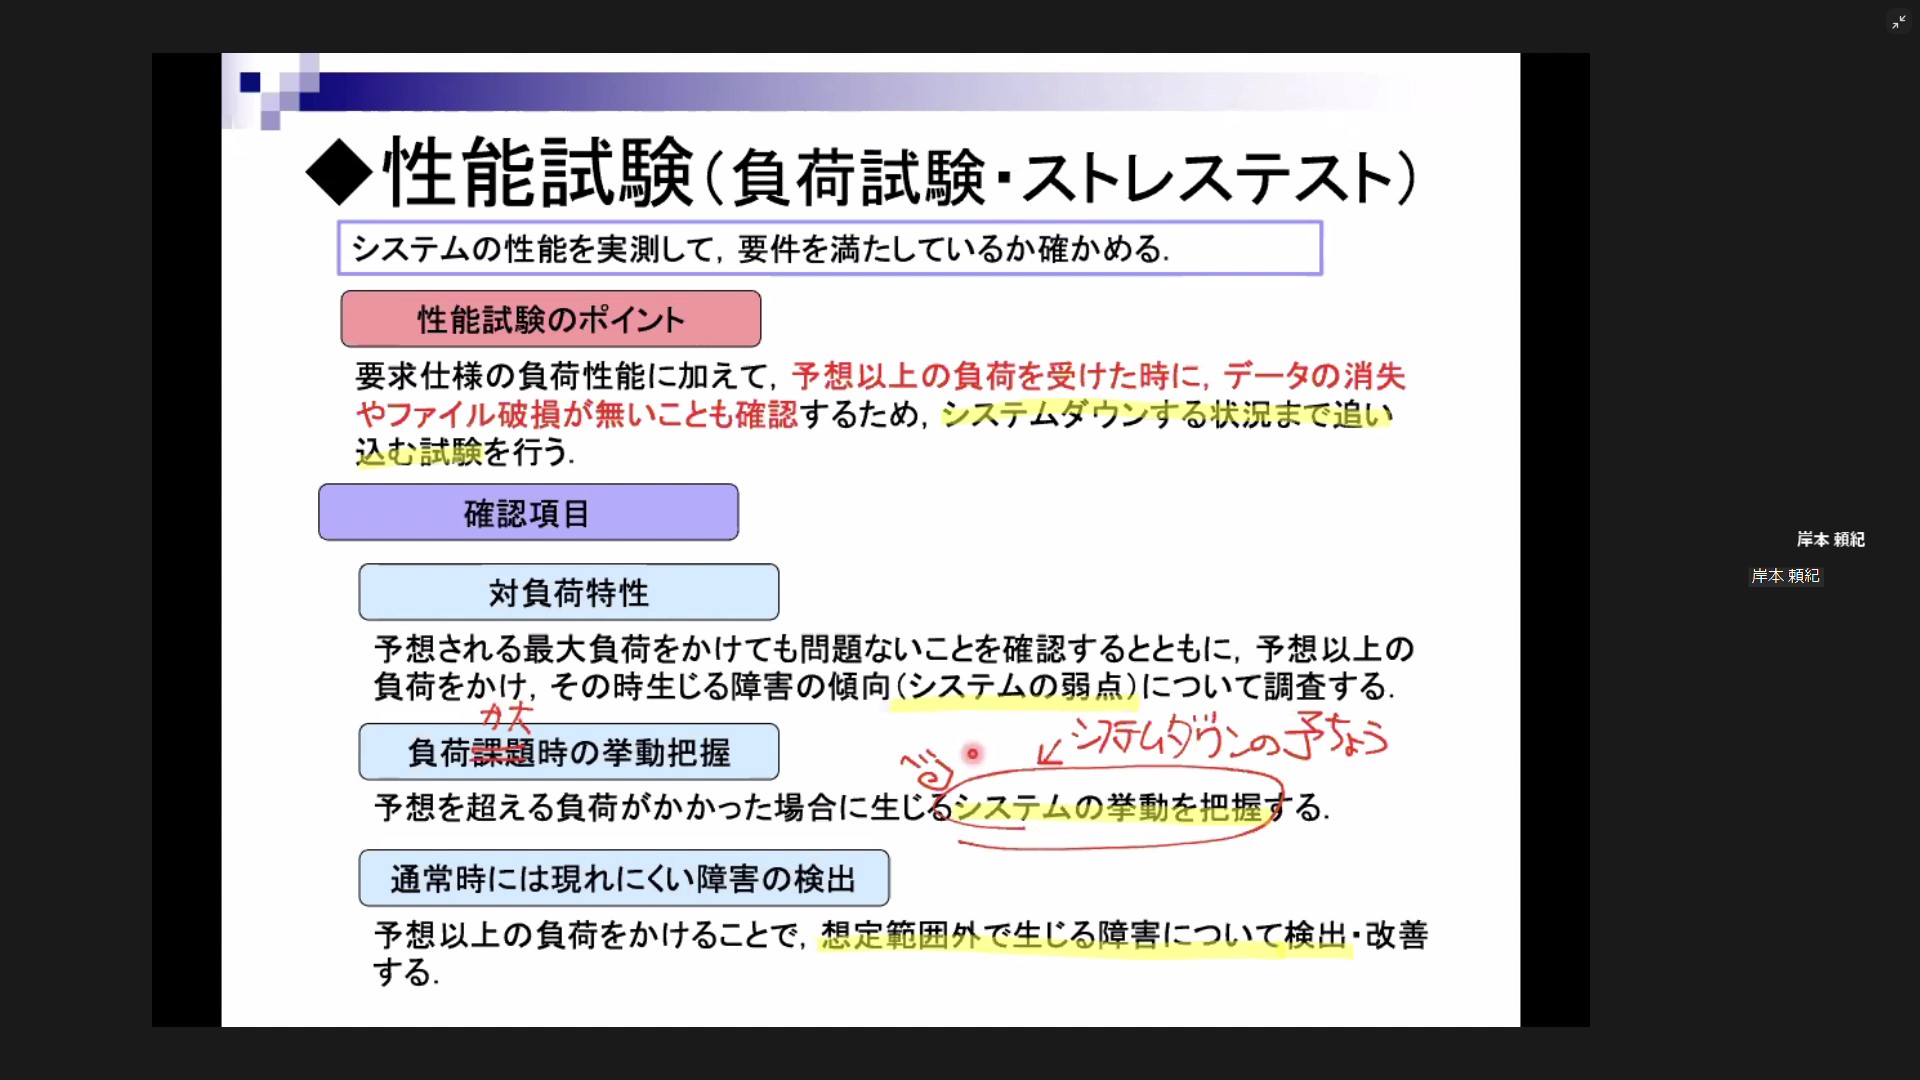 ◆性能試験（負荷試験・ストレステスト）
システムの性能を実測して，要件を満たしているか確かめる．
性能試験のポイント
要求仕様の負荷性能に加えて，予想以上の負荷を受けた時に，データの消失
やファイル破損が無いことも確認するため，システムダウンする状況まで追い
込む試験を行う．
確認項目
対負荷特性
予想される最大負荷をかけても問題ないことを確認するとともに，予想以上の
負荷をかけ，その時生じる障害の傾向（システムの弱点）について調査する．
負荷課題時の挙動把握
システムダウンの予ちょう
予想を超える負荷がかかった場合に生じるシステムの挙動を把握する．
通常時には現れにくい障害の検出
予想以上の負荷をかけることで，想定範囲外で生じる障害について検出・改善
する．
岸本 頼紀
岸本 頼紀